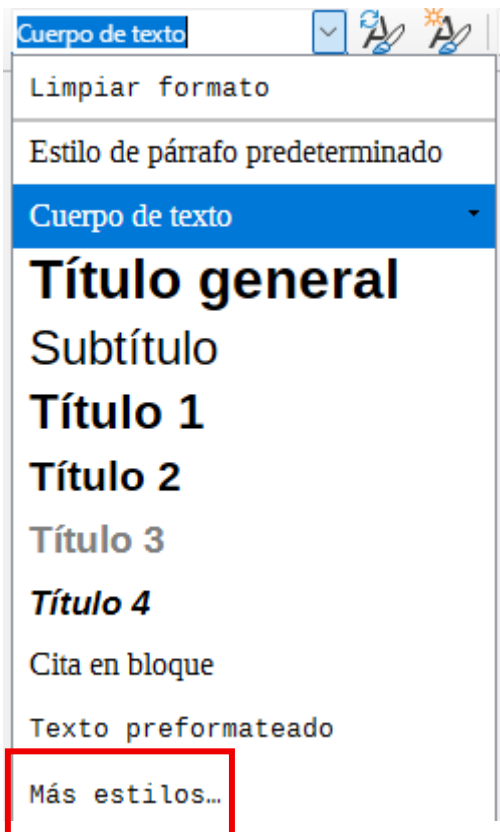 Cuerpo de texto
Limpiar formato
Estilo de párrafo predeterminado
Cuerpo de texto
Título general
Subtítulo
Título 1
Título 2
Título 3
Título 4
Cita en bloque
Texto preformateado
Más estilos…